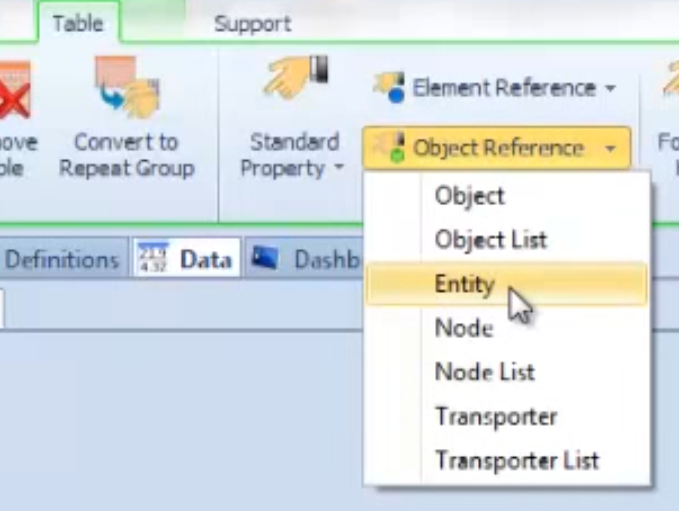 Table
Support
ove
ble
Convert to
Repeat Group
Standard
Property
Element Reference
Object Reference
Fo
Definitions
21.9
4.32
Data
Dashb
Object
Object List
Entity
Node
Node List
Transporter
Transporter List